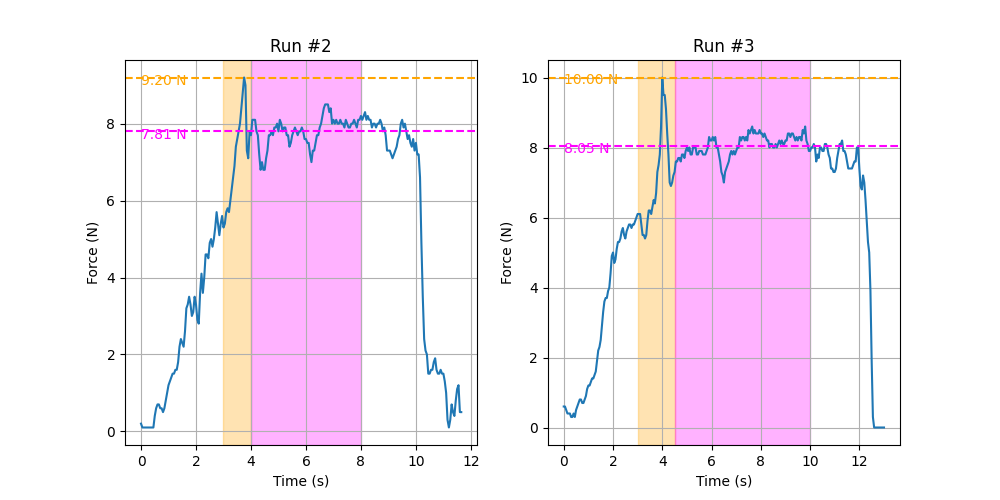 Run #2
9.20 N
7.81 N
8
6
4
2
0
Force (N)
0 2 4 6 8 10 12
Time (s)
Run #3
10.00 N
8.05 N
10
8
6
4
2
0
Force (N)
0 2 4 6 8 10 12
Time (s)